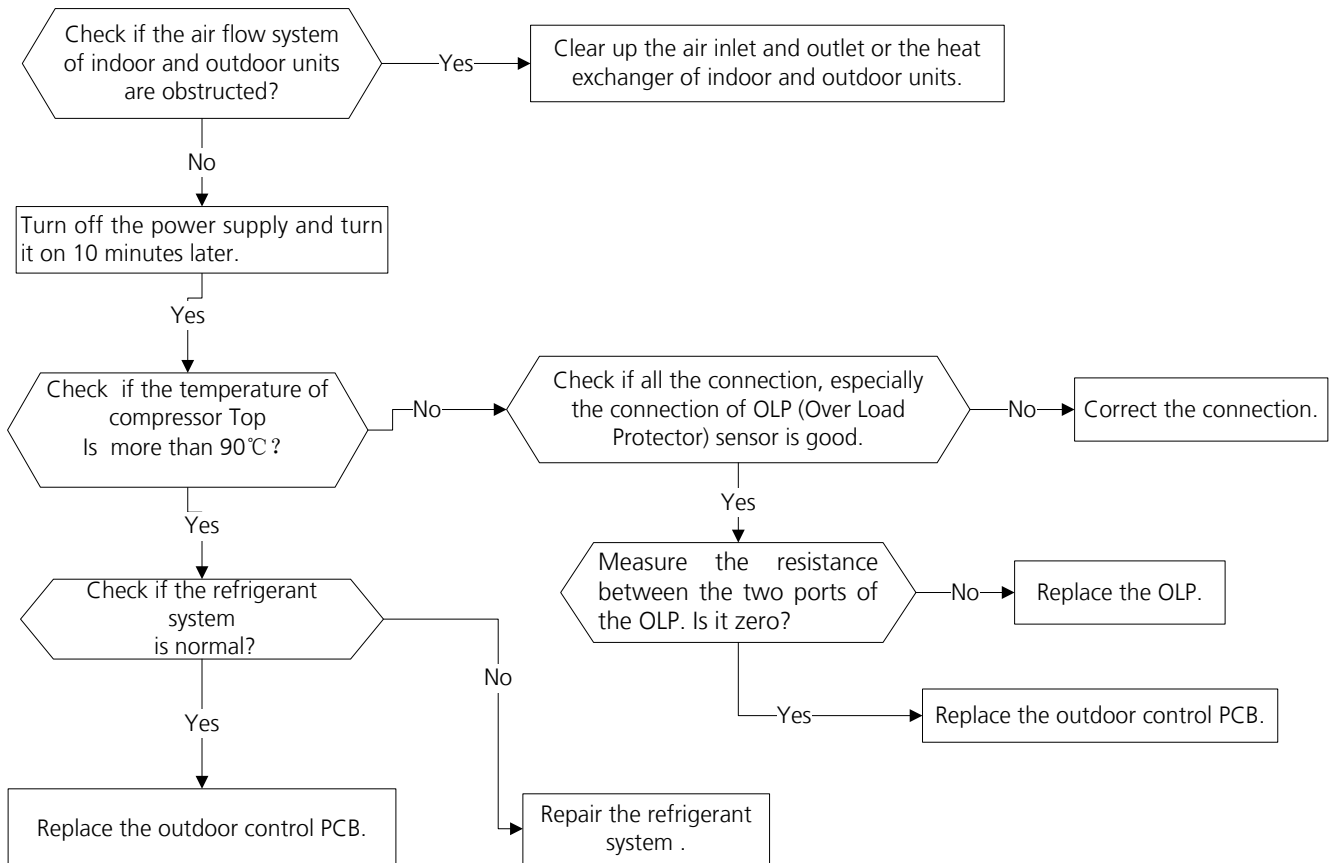 Check if the air flow system
of indoor and outdoor units
are obstructed?
Yes
Clear up the air inlet and outlet or the heat
exchanger of indoor and outdoor units.
No
Turn off the power supply and turn
it on 10 minutes later.
Yes
Check if the temperature of
compressor Top
Is more than 90℃?
No
Check if all the connection, especially
the connection of OLP (Over Load
Protector) sensor is good.
No
Correct the connection.
Yes
Yes
Measure the resistance
between the two ports of
the OLP. Is it zero?
No
Replace the OLP.
Check if the refrigerant
system
is normal?
No
Yes
Yes
Replace the outdoor control PCB.
Replace the outdoor control PCB.
Repair the refrigerant
system .